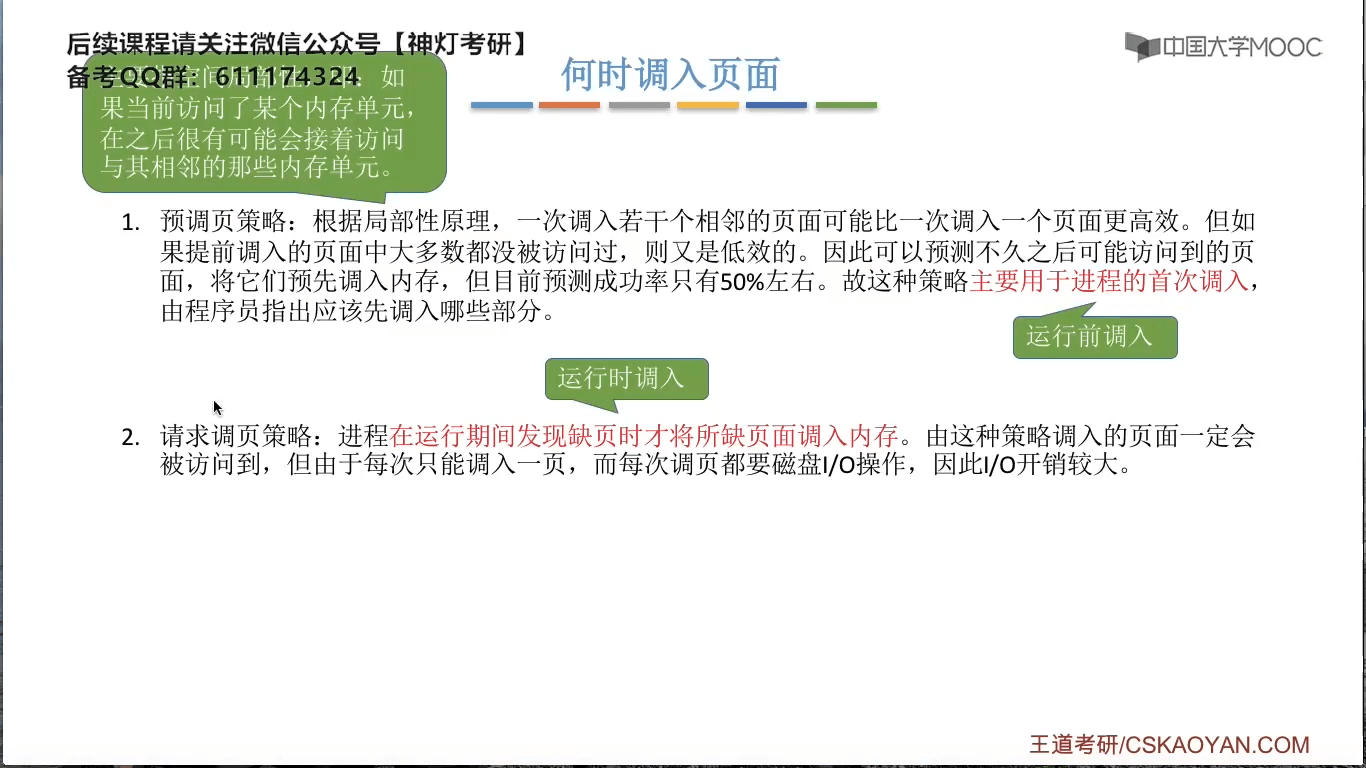 后续课程请关注微信公众号【神灯考研】
中国大学MOOC
备考QQ群：611174324
何时调入页面
如
果当前访问了某个内存单元，
在之后很有可能会接着访问
与其相邻的那些内存单元。
1. 预调页策略：根据局部性原理，一次调入若干个相邻的页面可能比一次调入一个页面更高效。但如
果提前调入的页面中大多数都没被访问过，则又是低效的。因此可以预测不久之后可能访问到的页
面，将它们预先调入内存，但目前预测成功率只有50%左右。故这种策略主要用于进程的首次调入，
由程序员指出应该先调入哪些部分。
运行前调入
运行时调入
2. 请求调页策略：进程在运行期间发现缺页时才将所缺页面调入内存。由这种策略调入的页面一定会
被访问到，但由于每次只能调入一页，而每次调页都要磁盘I/O操作，因此I/O开销较大。
王道考研/CSKAOYAN.COM